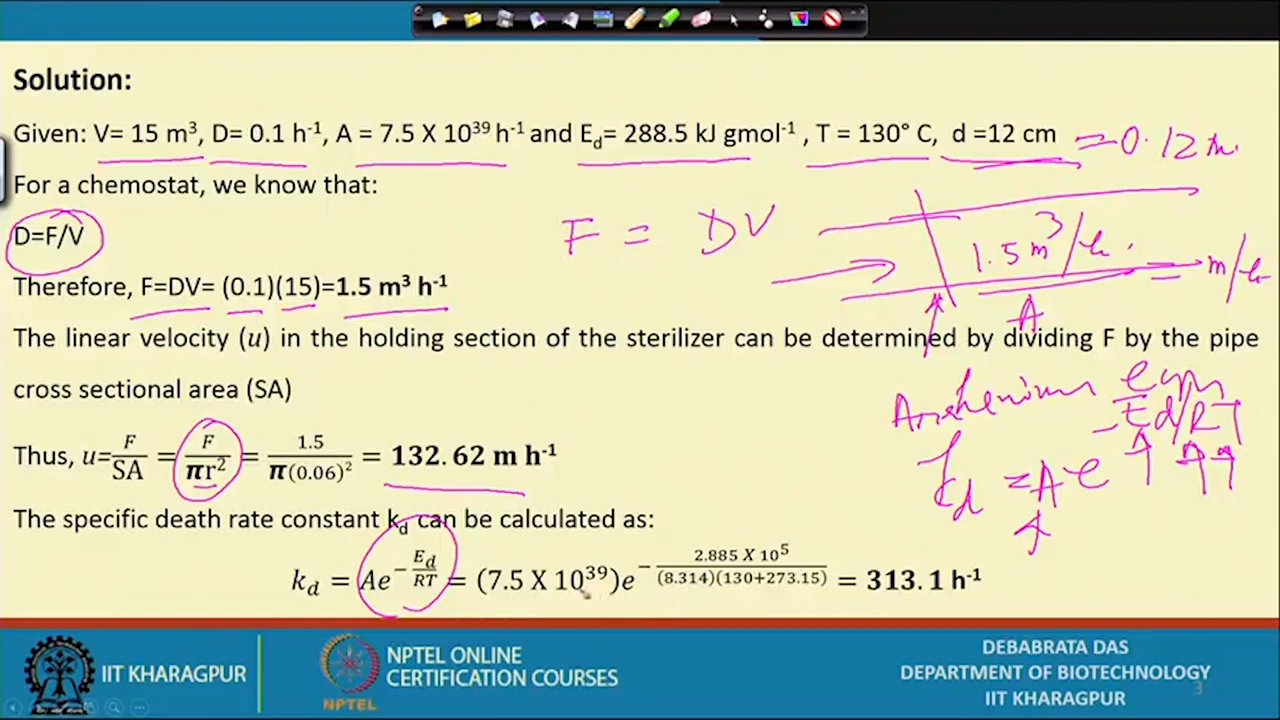 Solution:
Given: V= 15 m³, D= 0.1 h⁻¹, A = 7.5 X 10³⁹ h⁻¹ and E_d= 288.5 kJ gmol⁻¹ , T = 130° C, d =12 cm = 0.12 m
For a chemostat, we know that:
D=F/V
F = DV
1.5 m³/h
m/h
A
Therefore, F=DV= (0.1)(15)=1.5 m³ h⁻¹
The linear velocity (u) in the holding section of the sterilizer can be determined by dividing F by the pipe
cross sectional area (SA)
Arrhenius eqn
k_d = A e^-Ed/RT
Thus, u= F/SA = F/πr² = 1.5/π(0.06)² = 132.62 m h⁻¹
The specific death rate constant k_d can be calculated as:
k_d = Ae^(-E_d/RT) = (7.5 X 10³⁹)e^(-2.885 X 10⁵/(8.314)(130+273.15)) = 313.1 h⁻¹
IIT KHARAGPUR
NPTEL
NPTEL ONLINE
CERTIFICATION COURSES
DEBABRATA DAS
DEPARTMENT OF BIOTECHNOLOGY
IIT KHARAGPUR
3